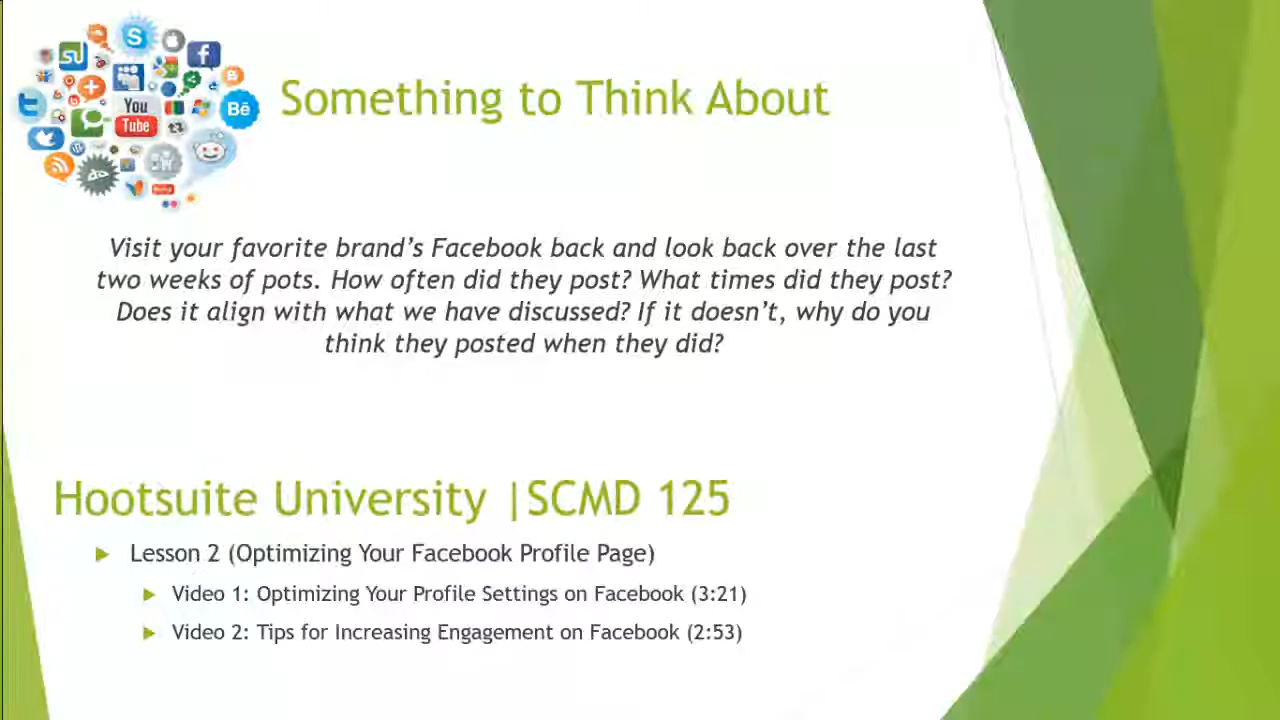 You
Tube
Something to Think About
Visit your favorite brand's Facebook back and look back over the last
two weeks of pots. How often did they post? What times did they post?
Does it align with what we have discussed? If it doesn't, why do you
think they posted when they did?
Hootsuite University |SCMD 125
Lesson 2 (Optimizing Your Facebook Profile Page)
Video 1: Optimizing Your Profile Settings on Facebook (3:21)
Video 2: Tips for Increasing Engagement on Facebook (2:53)